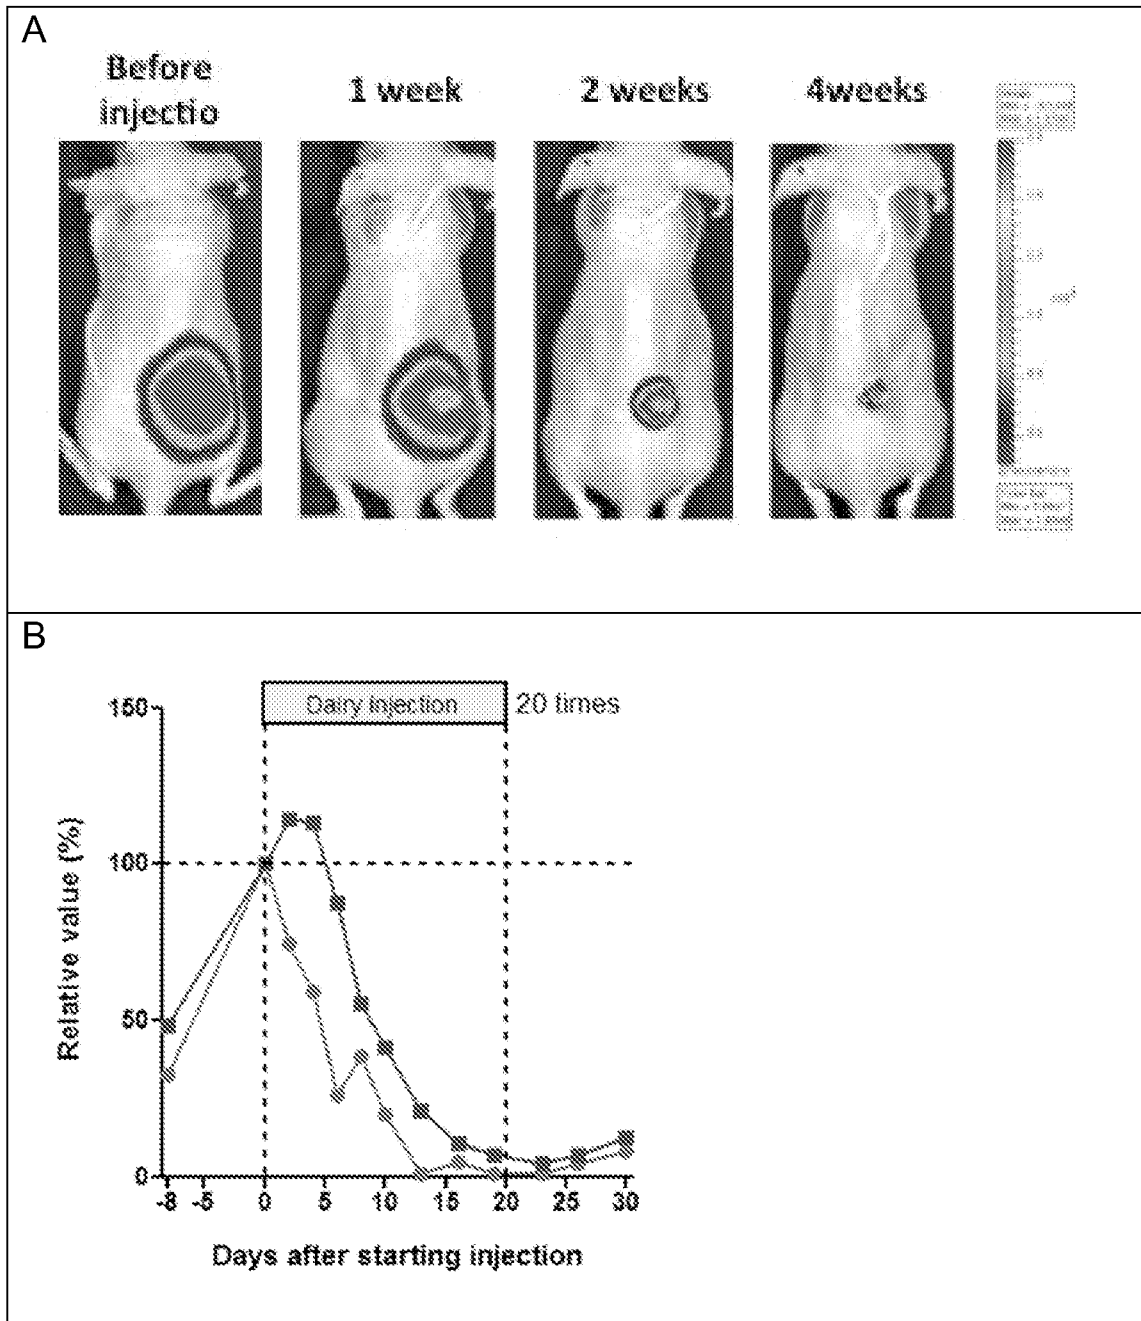 A
Before
injectio
1 week
2 weeks
4weeks
B
Dairy injection
20 times
150
100
50
0
Relative value (%)
-8 -5 0 5 10 15 20 25 30
Days after starting injection